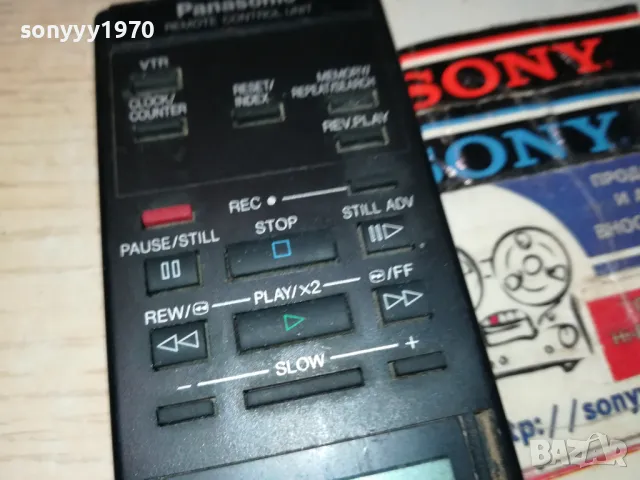 sonyyy1970
Panasonic
REMOTE CONTROL UNIT
VTR
CLOCK/
COUNTER
RESET/
INDEX
MEMORY/
REPEAT/SEARCH
REV.PLAY
REC
PAUSE/STILL
STOP
STILL ADV
REW/
PLAY/×2
/FF
-
SLOW
+
SONY
SONY
http://sony
BAZAR